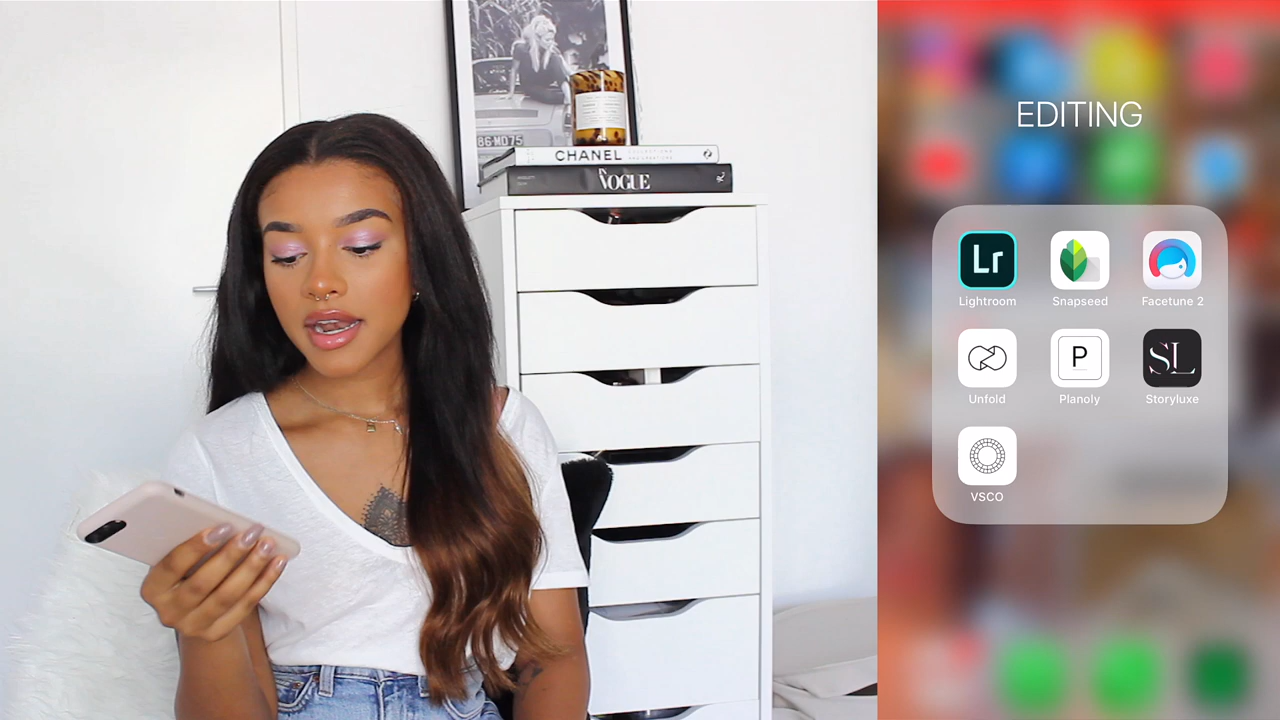 86 MD75
CHANEL
VOGUE
EDITING
Lr
Lightroom
Snapseed
Facetune 2
Unfold
P
Planoly
SL
Storyluxe
VSCO